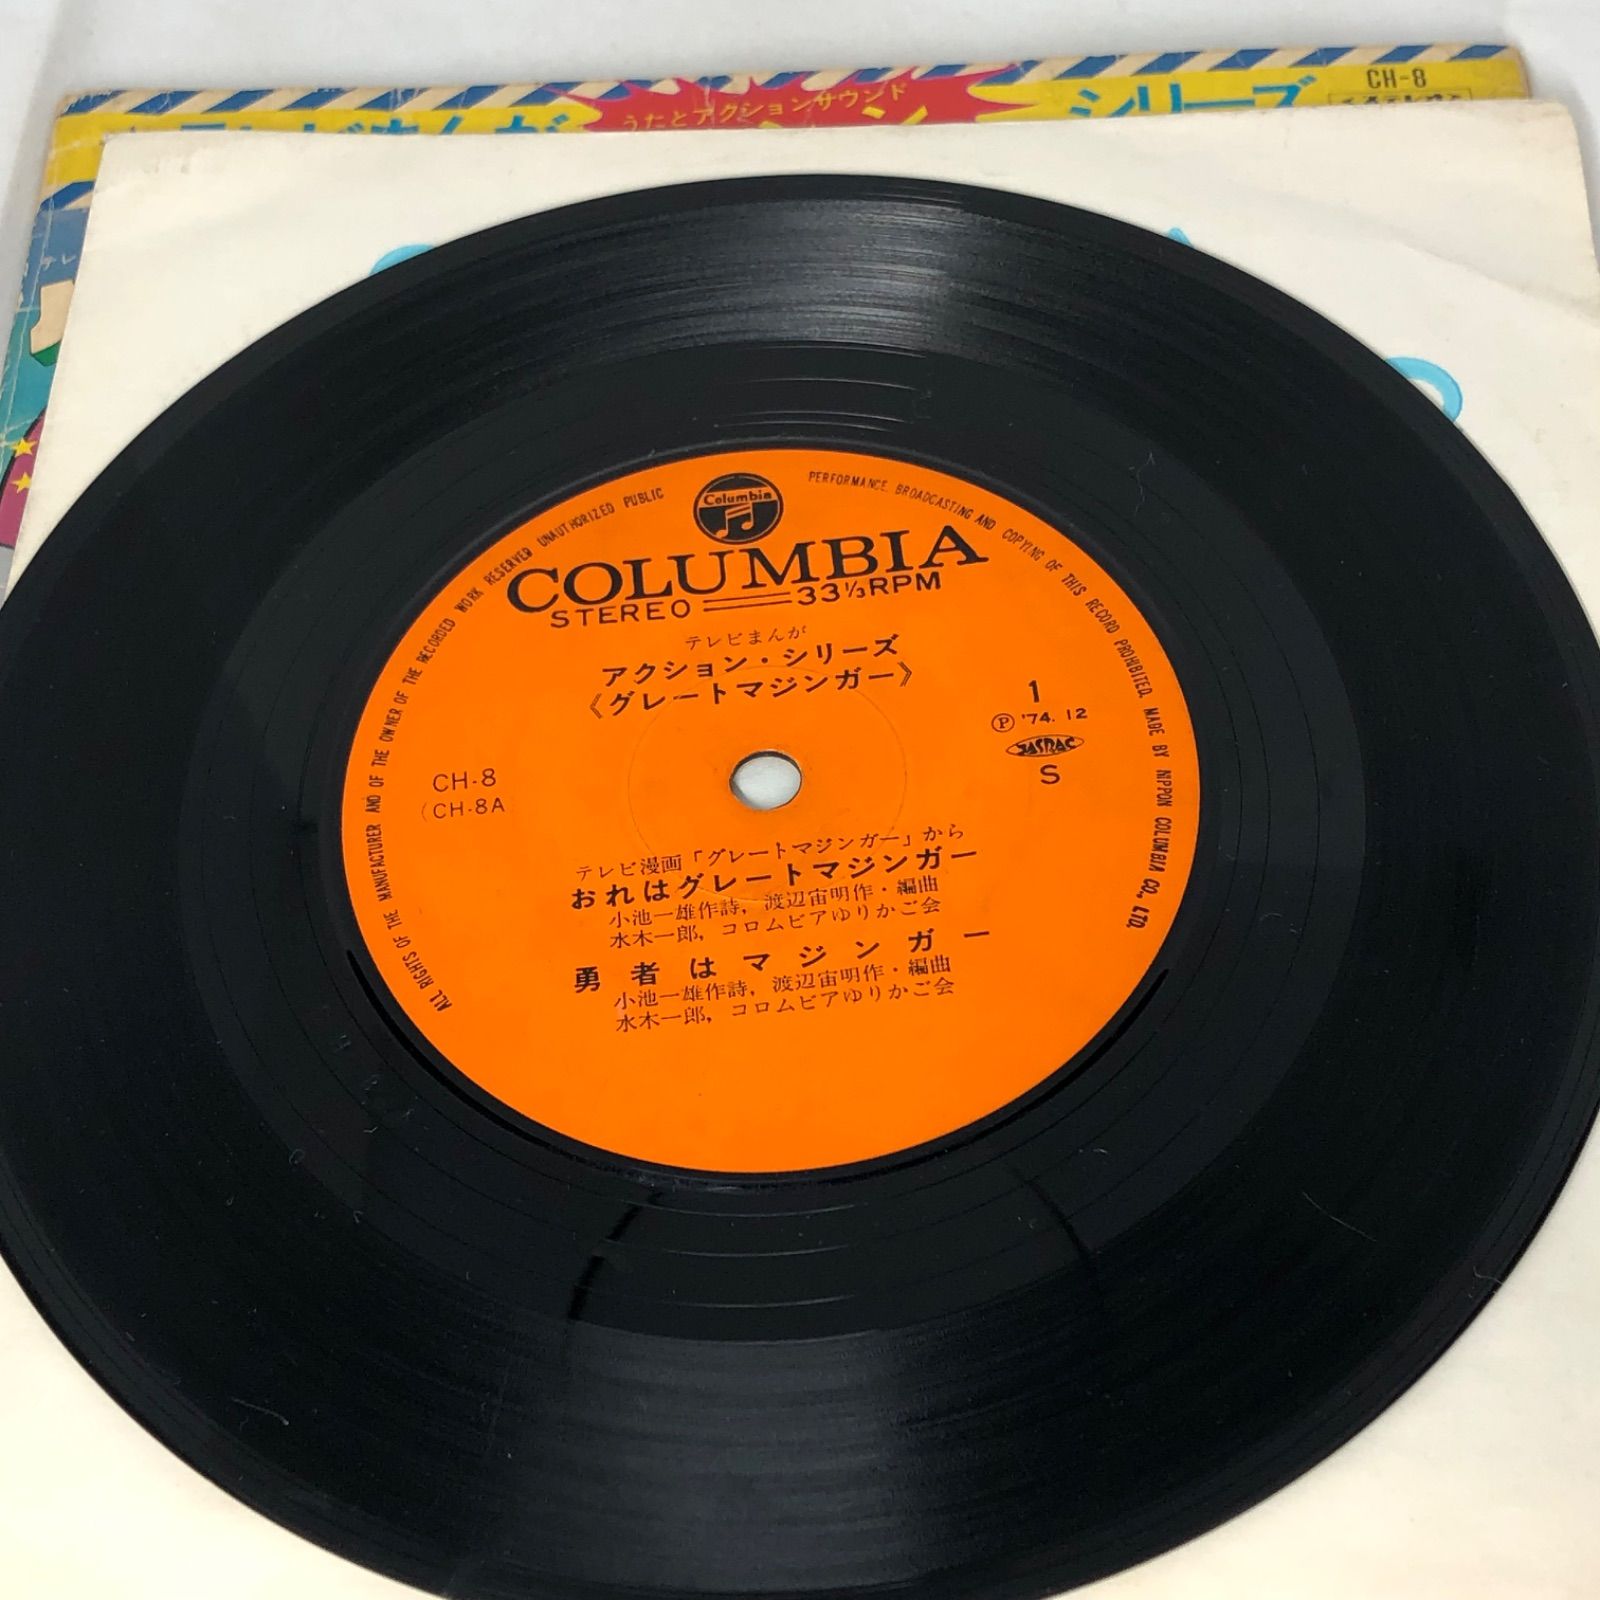 CH-8
うたとアクションサウンド
テレビまんが
シリーズ
テレ
Columbia
ALL RIGHTS OF THE MANUFACTURER AND OF THE OWNER OF THE RECORDED WORK RESERVED UNAUTHORIZED PUBLIC PERFORMANCE BROADCASTING AND COPYING OF THIS RECORD PROHIBITED. MADE BY NIPPON COLUMBIA CO., LTD.
COLUMBIA
STEREO 33⅓RPM
テレビまんが
アクション・シリーズ
《グレートマジンガー》
1
Ⓟ '74. 12
JASRAC
S
CH-8
(CH-8A
テレビ漫画「グレートマジンガー」から
おれはグレートマジンガー
小池一雄作詩, 渡辺宙明作・編曲
水木一郎, コロムビアゆりかご会
勇者はマジンガー
小池一雄作詩, 渡辺宙明作・編曲
水木一郎, コロムビアゆりかご会